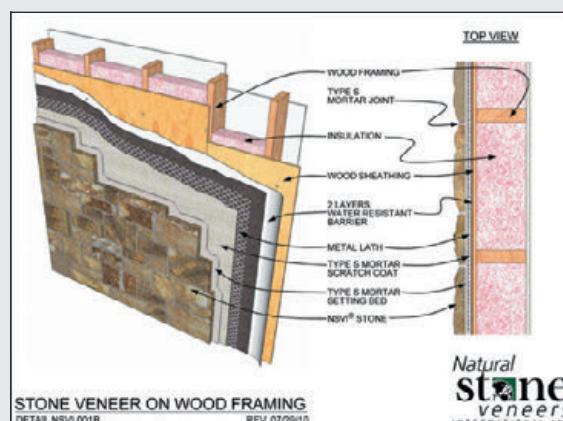 TOP VIEW
WOOD FRAMING
TYPE S
MORTAR JOINT
INSULATION
WOOD SHEATHING
2 LAYERS
WATER RESISTANT
BARRIER
METAL LATH
TYPE S MORTAR
SCRATCH COAT
TYPE S MORTAR
SETTING BED
NSVI® STONE
Natural
stone
veneers
STONE VENEER ON WOOD FRAMING
DETAIL NSVI-001B REV. 07/29/10